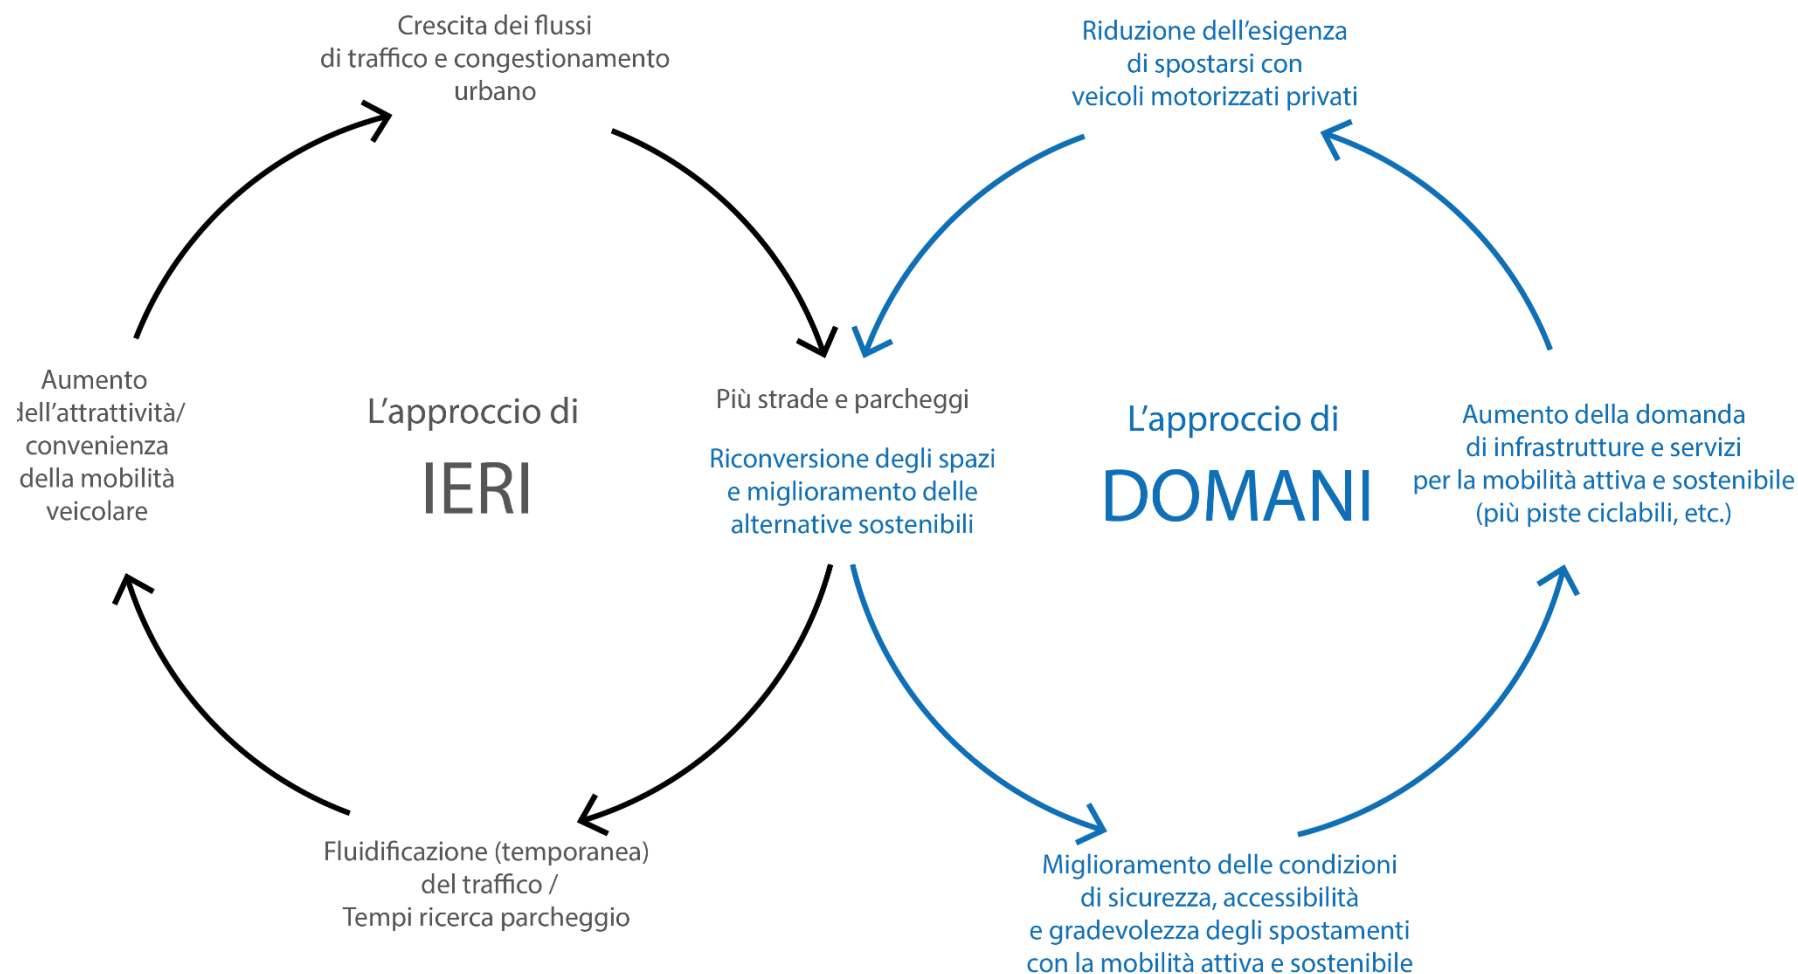 Crescita dei flussi
di traffico e congestionamento
urbano
Riduzione dell'esigenza
di spostarsi con
veicoli motorizzati privati
Aumento
dell'attrattività/
convenienza
della mobilità
veicolare
L'approccio di
IERI
Più strade e parcheggi
Riconversione degli spazi
e miglioramento delle
alternative sostenibili
L'approccio di
DOMANI
Aumento della domanda
di infrastrutture e servizi
per la mobilità attiva e sostenibile
(più piste ciclabili, etc.)
Fluidificazione (temporanea)
del traffico /
Tempi ricerca parcheggio
Miglioramento delle condizioni
di sicurezza, accessibilità
e gradevolezza degli spostamenti
con la mobilità attiva e sostenibile